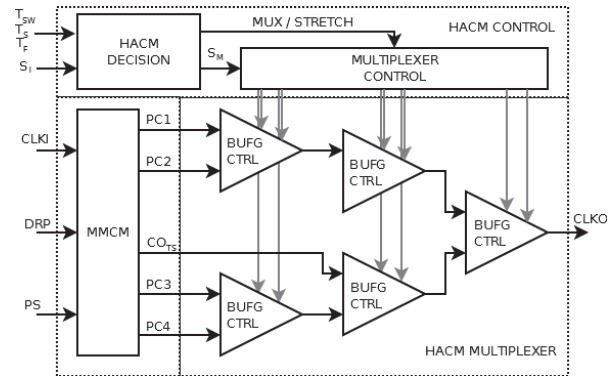 T_SW
T_S
T_F
S_I
HACM
DECISION
MUX / STRETCH
S_M
HACM CONTROL
MULTIPLEXER
CONTROL
CLKI
DRP
PS
MMCM
PC1
PC2
CO_TS
PC3
PC4
BUFG
CTRL
BUFG
CTRL
BUFG
CTRL
BUFG
CTRL
BUFG
CTRL
CLKO
HACM MULTIPLEXER